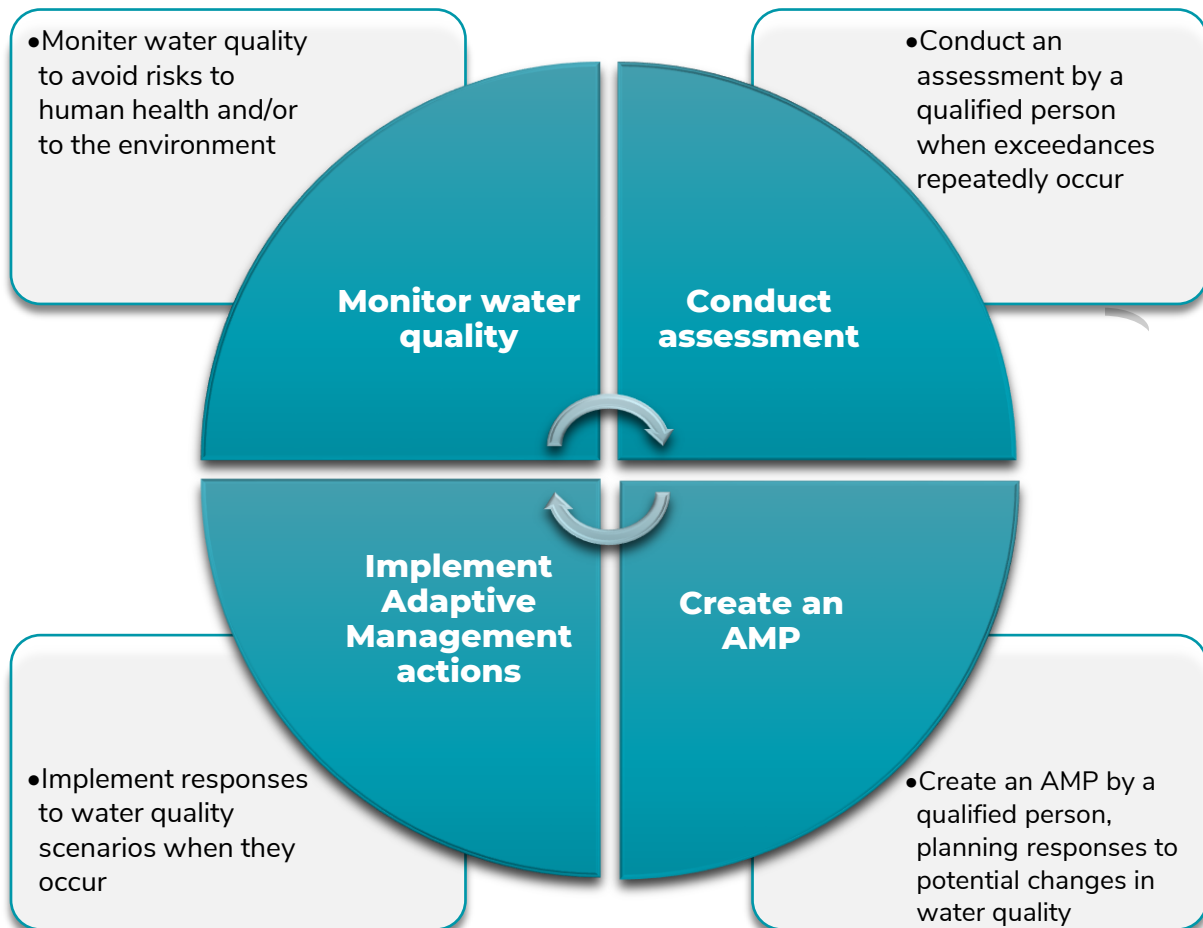 •Moniter water quality
to avoid risks to
human health and/or
to the environment
•Conduct an
assessment by a
qualified person
when exceedances
repeatedly occur
Monitor water
quality
Conduct
assessment
Implement
Adaptive
Management
actions
Create an
AMP
•Implement responses
to water quality
scenarios when they
occur
•Create an AMP by a
qualified person,
planning responses to
potential changes in
water quality